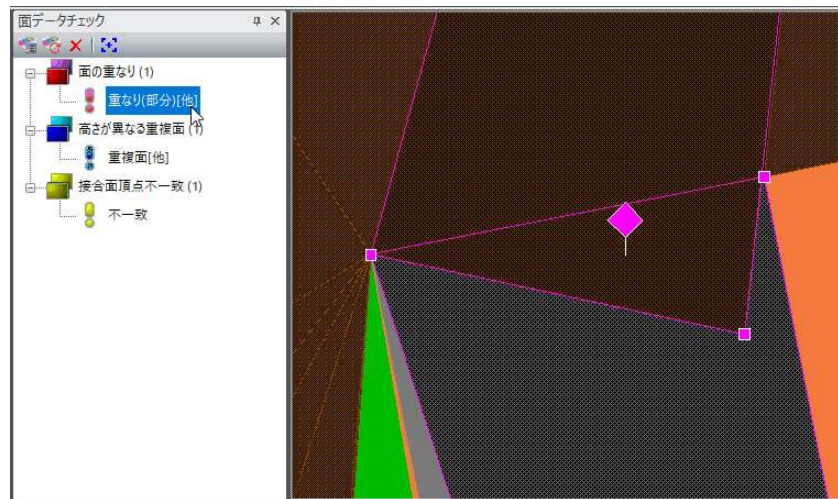 面データチェック
面の重なり (1)
重なり(部分)[他]
高さが異なる重複面 (1)
重複面[他]
接合面頂点不一致 (1)
不一致